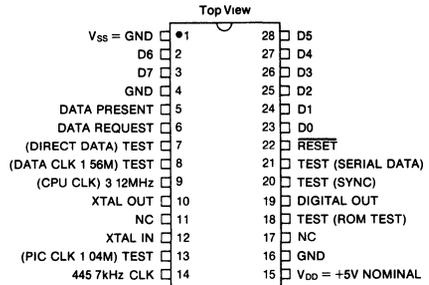 Top View
VSS = GND 1 28 D5
D6 2 27 D4
D7 3 26 D3
GND 4 25 D2
DATA PRESENT 5 24 D1
DATA REQUEST 6 23 D0
(DIRECT DATA) TEST 7 22 RESET
(DATA CLK 1 56M) TEST 8 21 TEST (SERIAL DATA)
(CPU CLK) 3 12MHz 9 20 TEST (SYNC)
XTAL OUT 10 19 DIGITAL OUT
NC 11 18 TEST (ROM TEST)
XTAL IN 12 17 NC
(PIC CLK 1 04M) TEST 13 16 GND
445 7kHz CLK 14 15 VDD = +5V NOMINAL